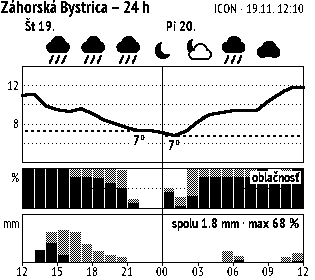 Záhorská Bystrica – 24 h
ICON · 19.11. 12:10
Št 19.
Pi 20.
12
8
7°
7°
%
oblačnosť
mm
spolu 1.8 mm · max 68 %
12 15 18 21 00 03 06 09 12